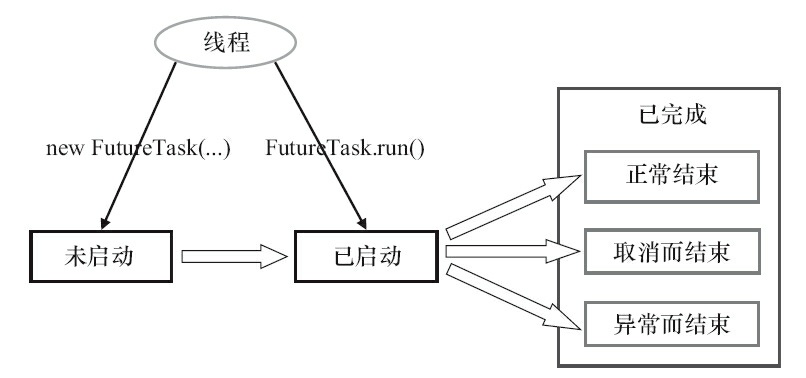 线程
new FutureTask(...)
FutureTask.run()
未启动
已启动
已完成
正常结束
取消而结束
异常而结束